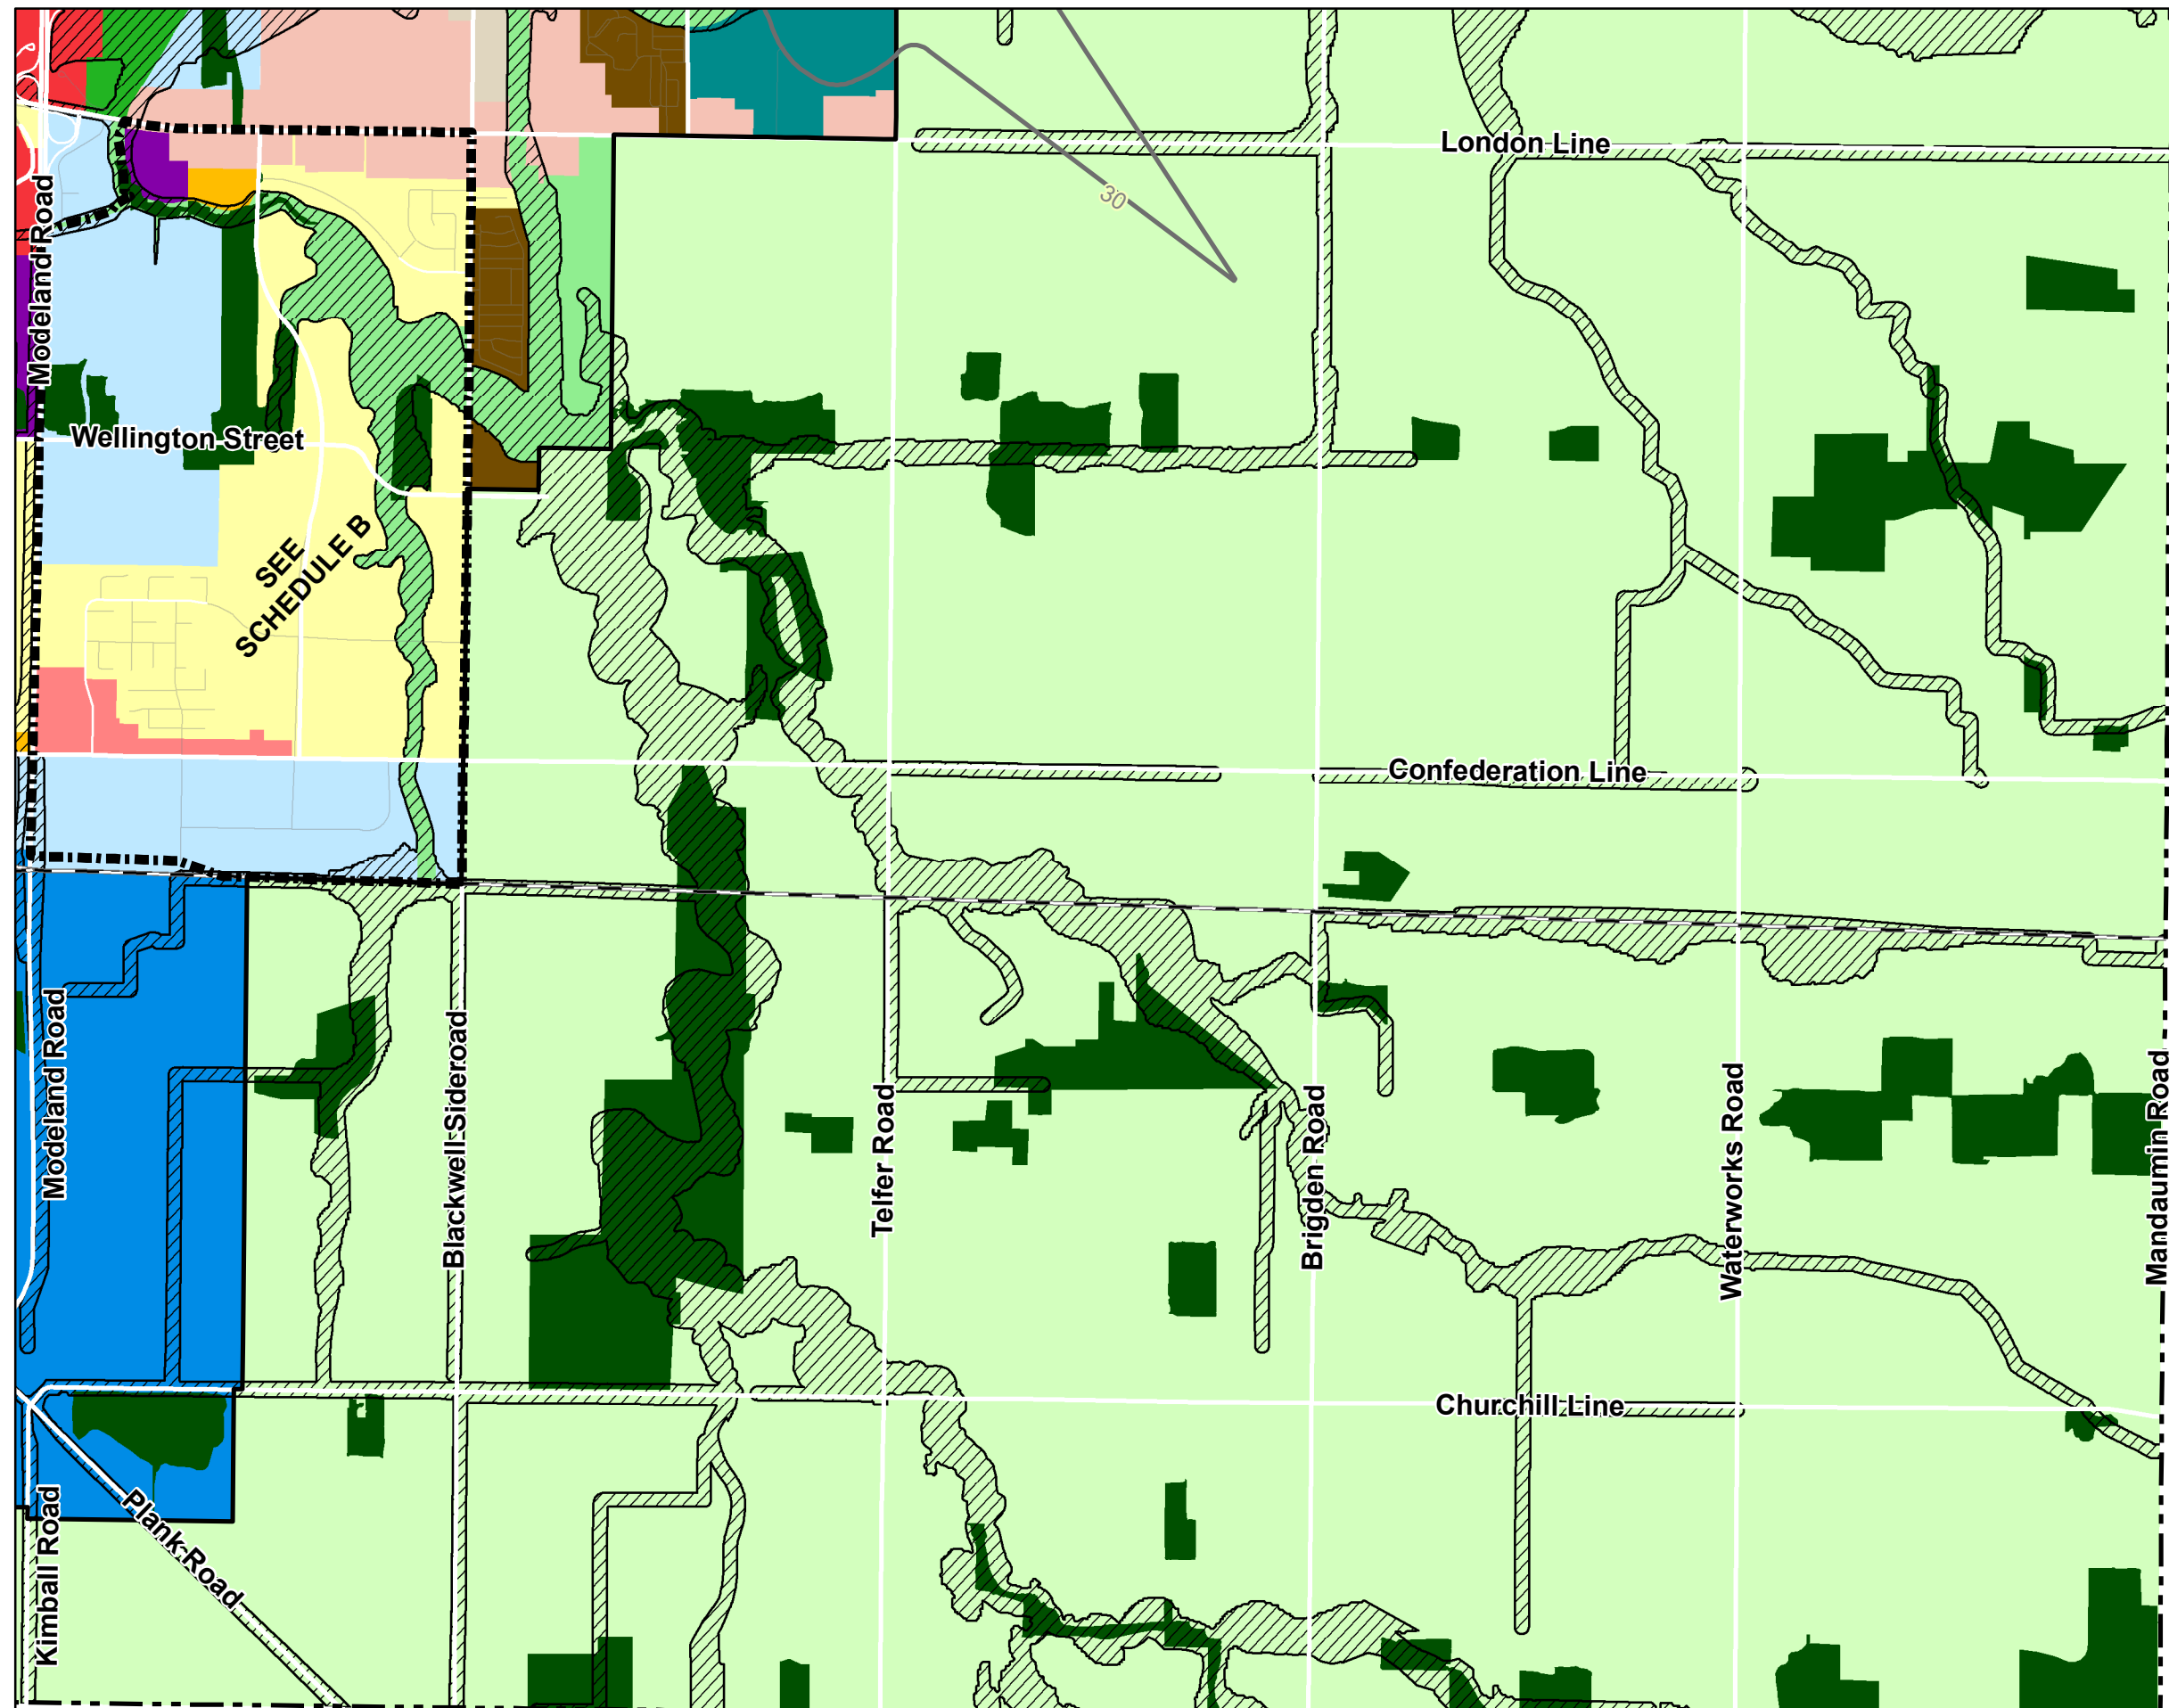 London Line
30
Modeland Road
Wellington Street
SEE
SCHEDULE B
Confederation Line
Modeland Road
Blackwell Sideroad
Telfer Road
Brigden Road
Waterworks Road
Mandaumin Road
Churchill Line
Plank Road
Kimball Road